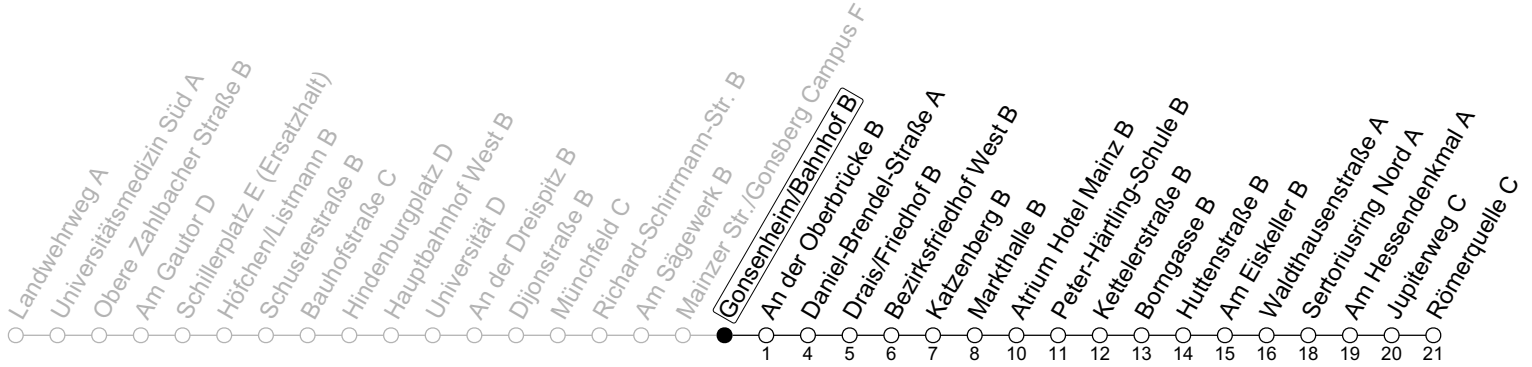 Landwehrweg A
Universitätsmedizin Süd A
Obere Zahlbacher Straße B
Am Gautor D
Schillerplatz E (Ersatzhalt)
Höfchen/Listmann B
Schusterstraße B
Bauhofstraße C
Hindenburgplatz D
Hauptbahnhof West B
Universität D
An der Dreispitz B
Dijonstraße B
Münchfeld C
Richard-Schirrmann-Str. B
Am Sägewerk B
Mainzer Str./Gonsberg Campus F
Gonsenheim/Bahnhof B
An der Oberbrücke B
Daniel-Brendel-Straße A
Drais/Friedhof B
Bezirksfriedhof West B
Katzenberg B
Markthalle B
Atrium Hotel Mainz B
Peter-Härtling-Schule B
Kettelerstraße B
Borngasse B
Huttenstraße B
Am Eiskeller B
Waldthausenstraße A
Sertoriusring Nord A
Am Hessendenkmal A
Jupiterweg C
Römerquelle C
1 4 5 6 7 8 10 11 12 13 14 15 16 18 19 20 21